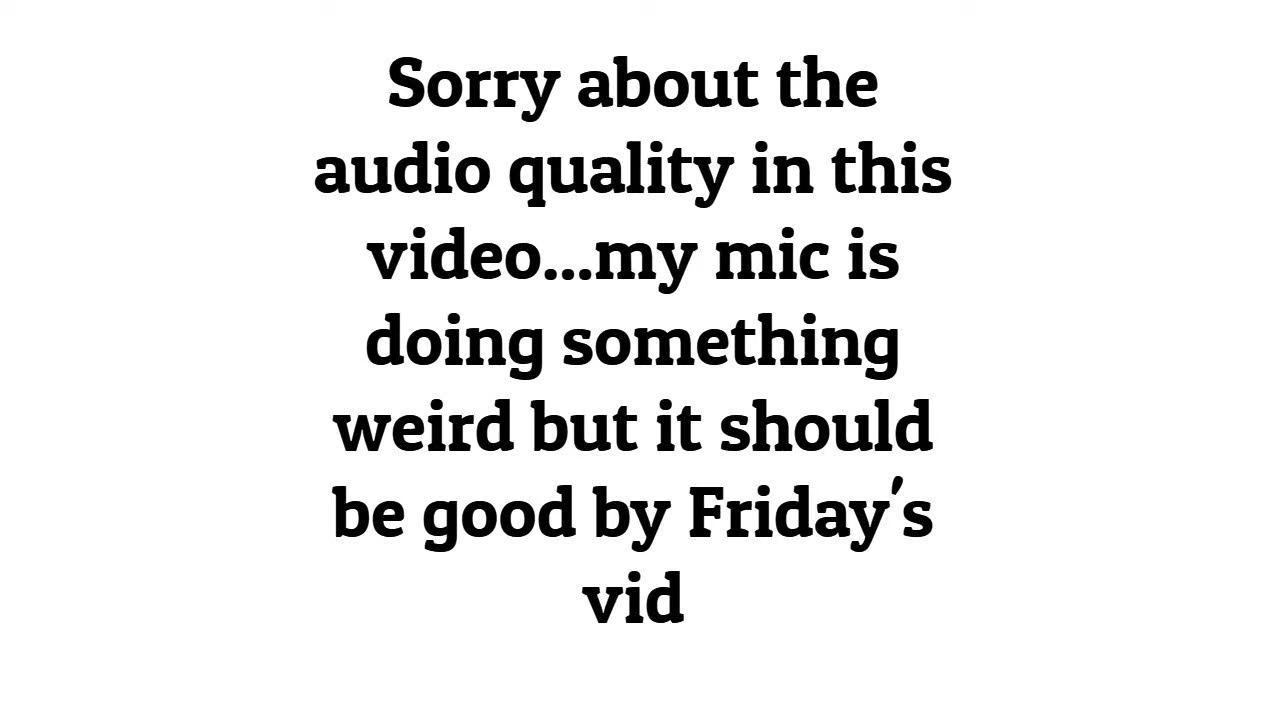 Sorry about the
audio quality in this
video...my mic is
doing something
weird but it should
be good by Friday's
vid